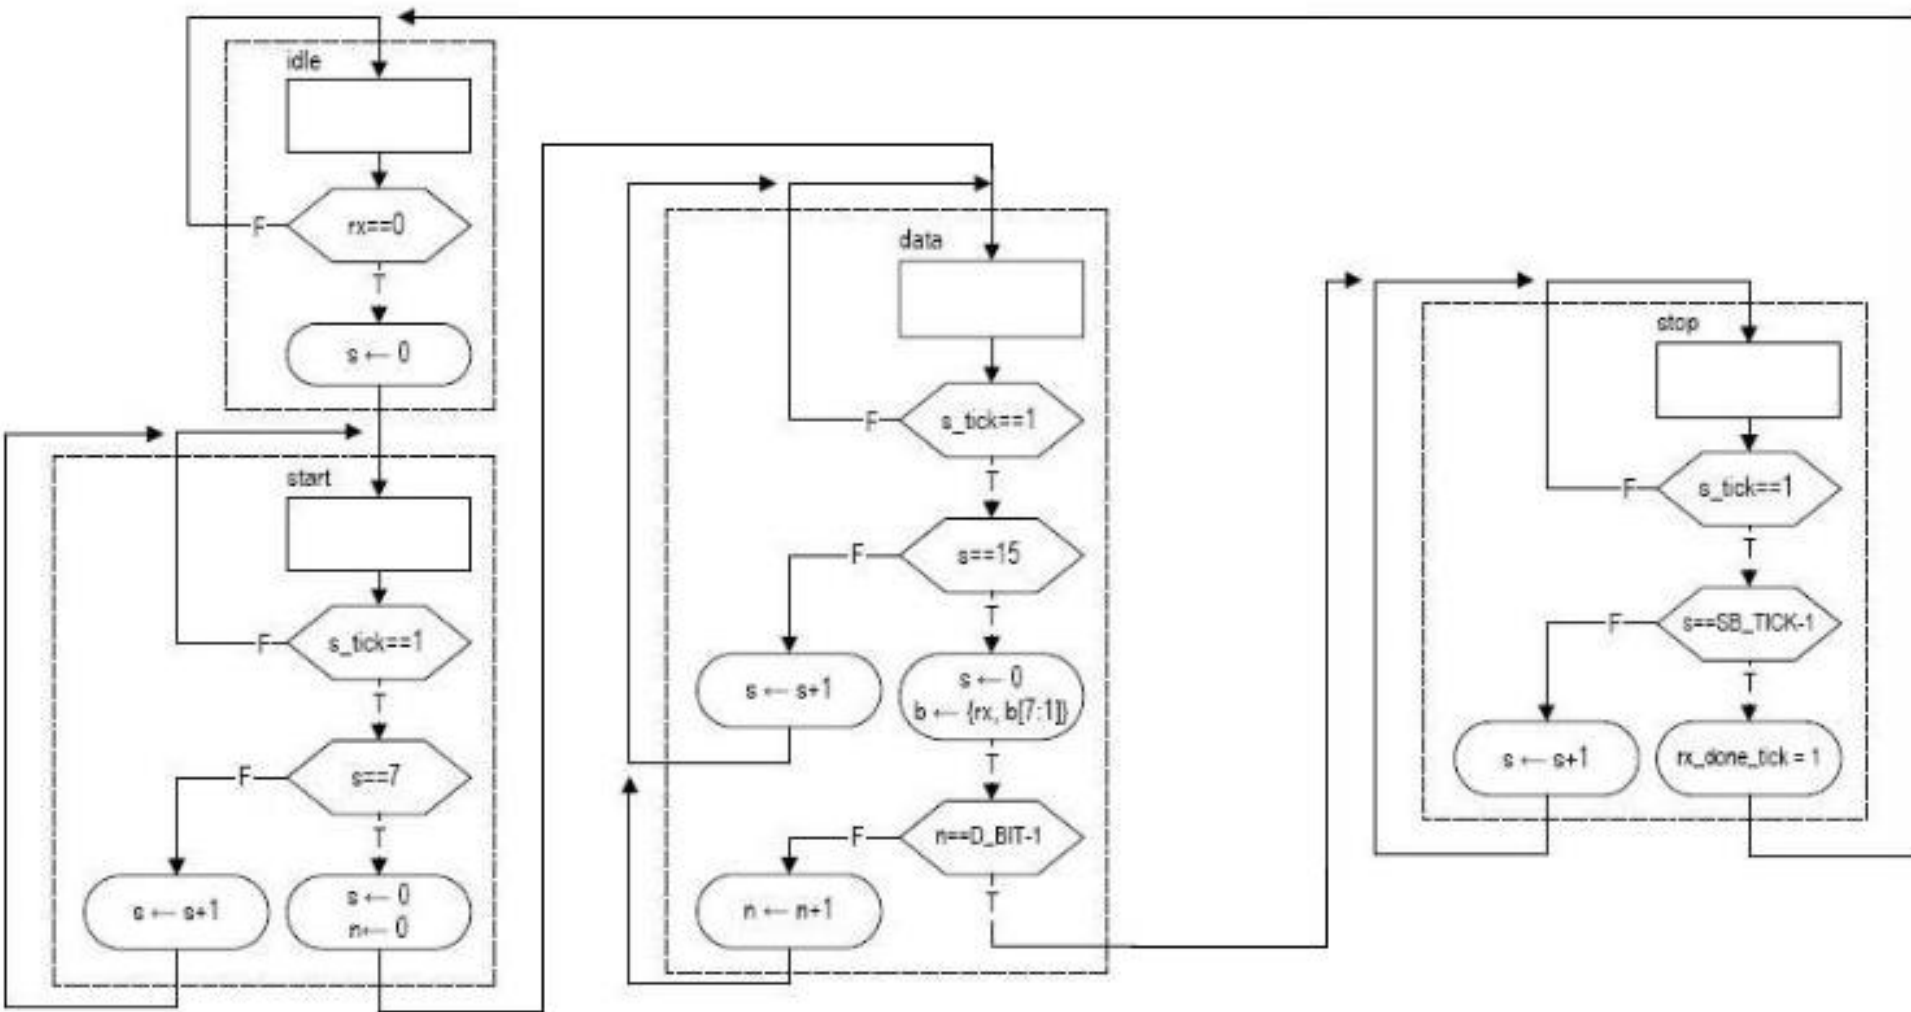 idle
rx==0
F
T
s ← 0
start
s_tick==1
F
T
s==7
F
T
s ← s+1
s ← 0
n← 0
data
s_tick==1
F
T
s==15
F
T
s ← s+1
s ← 0
b ← {rx, b[7:1]}
T
n==D_BIT-1
F
T
n ← n+1
stop
s_tick==1
F
T
s==SB_TICK-1
F
T
s ← s+1
rx_done_tick = 1